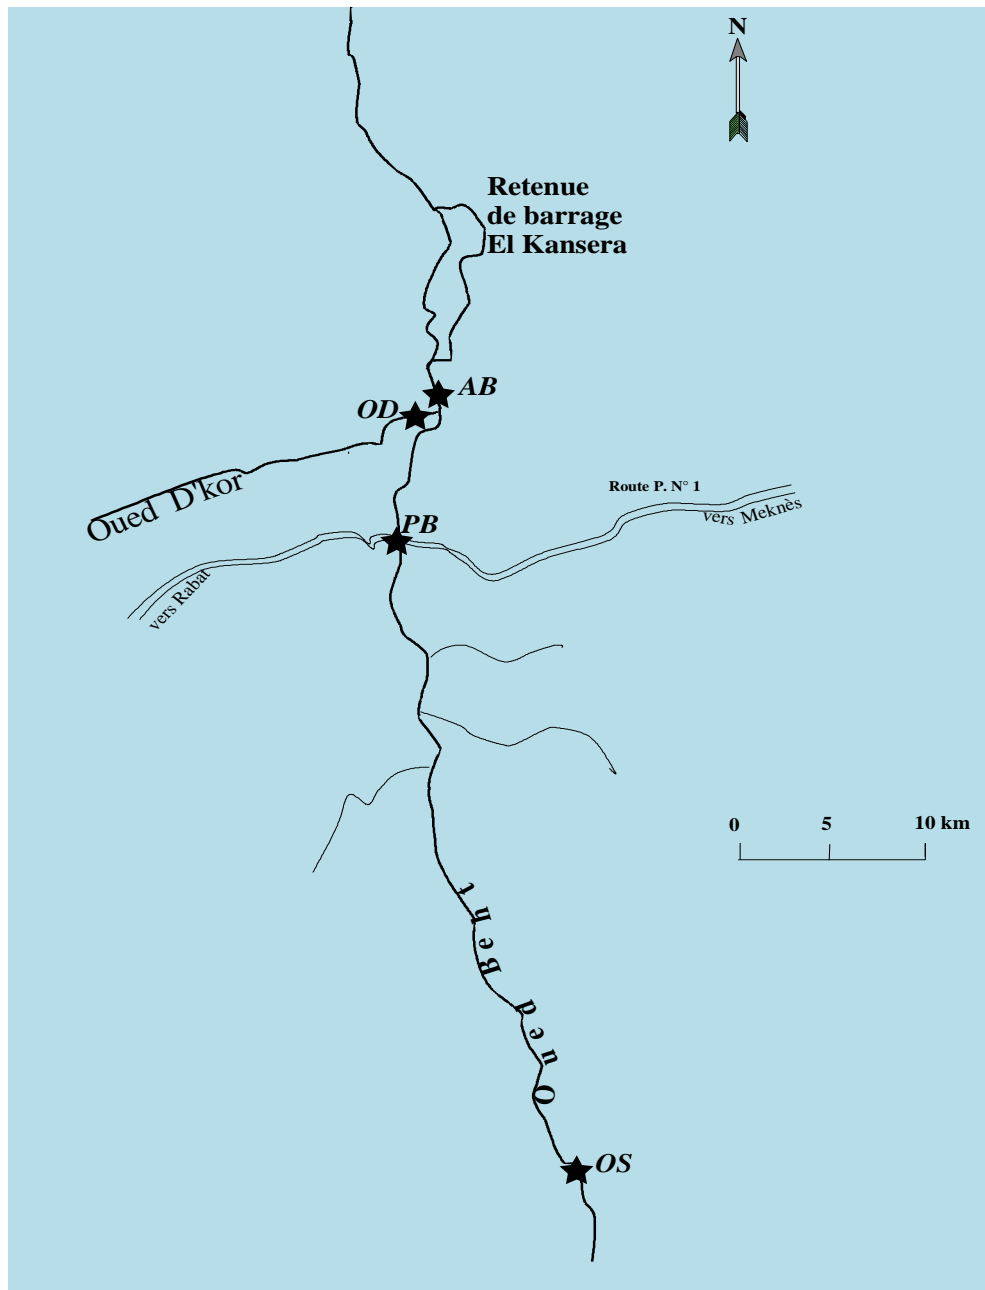 N
Retenue
de barrage
El Kansera
AB
OD
Oued D'kor
Route P. N° 1
vers Meknès
PB
vers Rabat
0 5 10 km
Oued Beht
OS